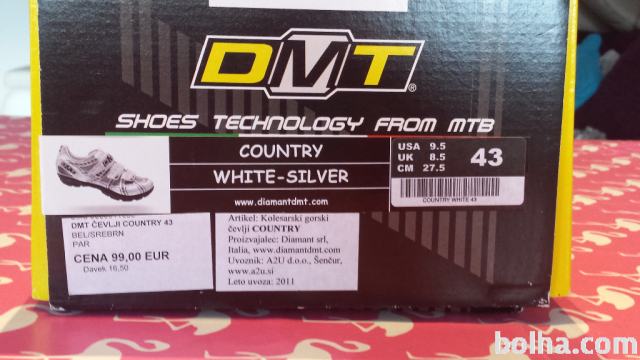 DMT®
SHOES TECHNOLOGY FROM MTB
COUNTRY
WHITE-SILVER
www.diamantdmt.com
USA 9.5
UK 8.5
CM 27.5
43
COUNTRY WHITE 43
DMT ČEVLJI COUNTRY 43
BEL/SREBRN
PAR
CENA 99,00 EUR
Davek 16,50
Artikel: Kolesarski gorski
čevlji COUNTRY
Proizvajalec: Diamant srl,
Italia, www.diamantdmt.com
Uvoznik: A2U d.o.o., Šenčur,
www.a2u.si
Leto uvoza: 2011
bolha.com